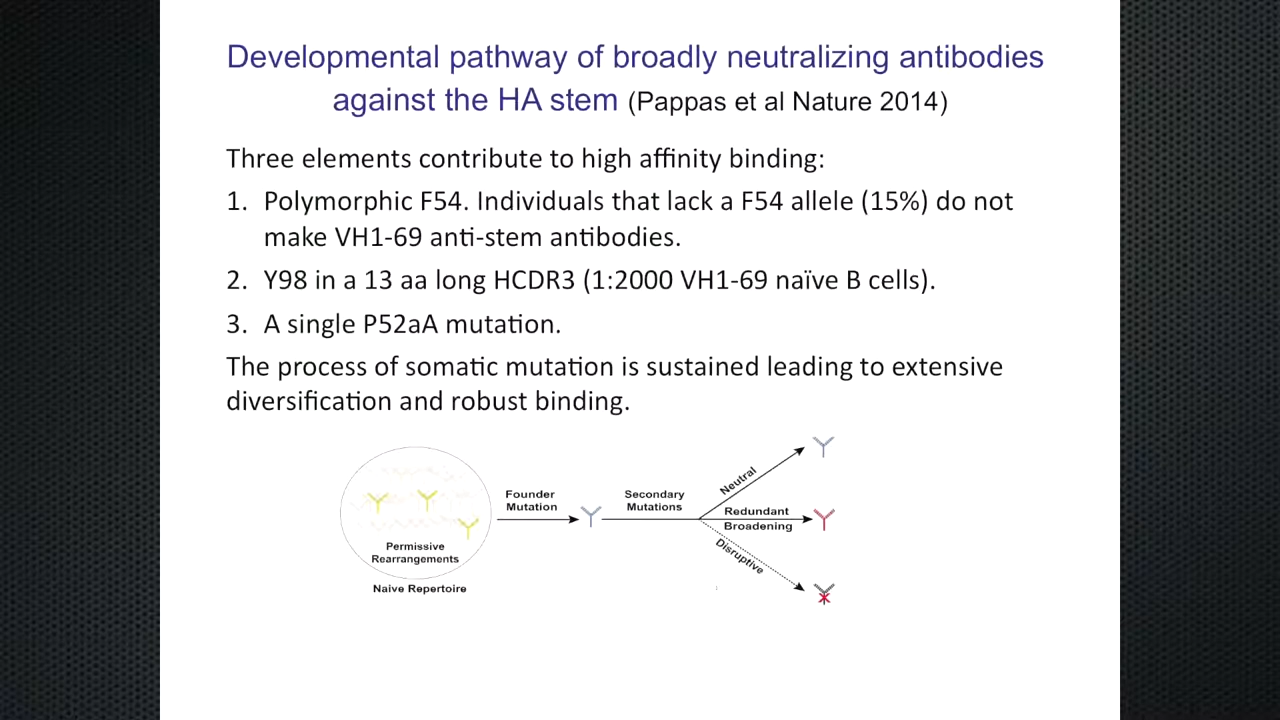 Developmental pathway of broadly neutralizing antibodies
against the HA stem (Pappas et al Nature 2014)
Three elements contribute to high affinity binding:
1. Polymorphic F54. Individuals that lack a F54 allele (15%) do not
make VH1-69 anti-stem antibodies.
2. Y98 in a 13 aa long HCDR3 (1:2000 VH1-69 naïve B cells).
3. A single P52aA mutation.
The process of somatic mutation is sustained leading to extensive
diversification and robust binding.
Permissive
Rearrangements
Naive Repertoire
Founder
Mutation
Secondary
Mutations
Neutral
Redundant
Broadening
Disruptive